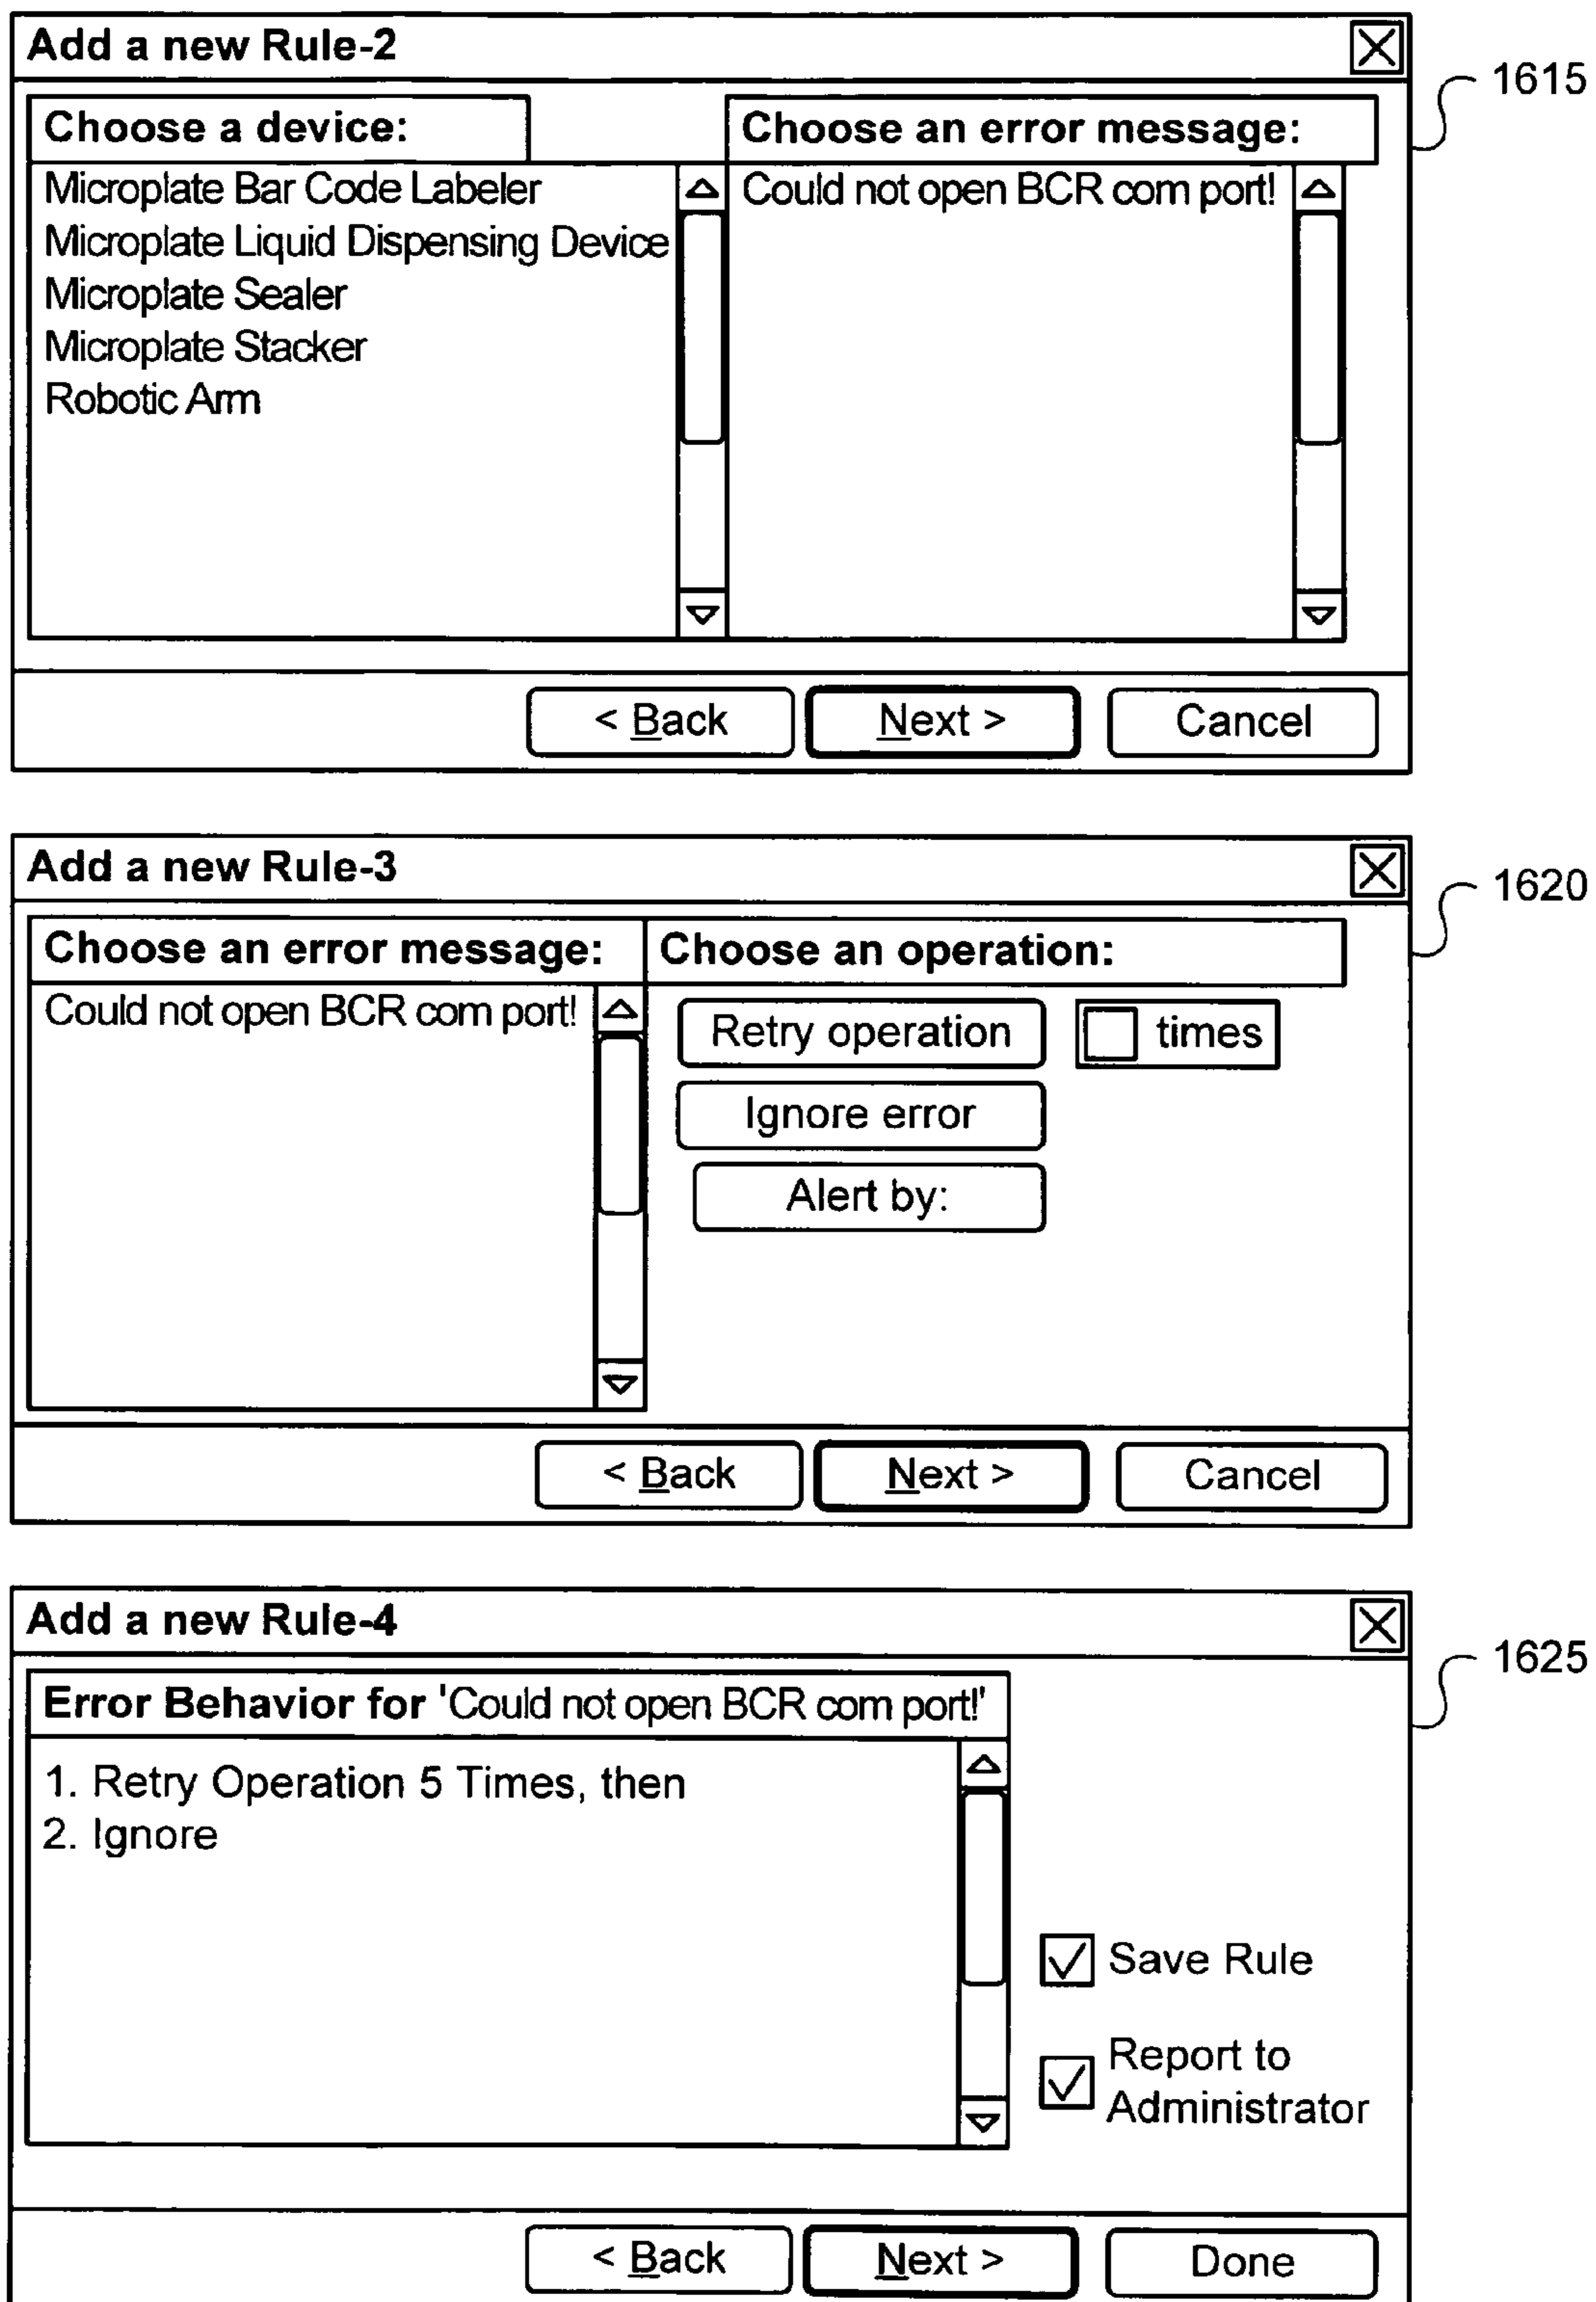 Add a new Rule-2
1615
Choose a device:
Choose an error message:
Microplate Bar Code Labeler
Could not open BCR com port!
Microplate Liquid Dispensing Device
Microplate Sealer
Microplate Stacker
Robotic Arm
< Back
Next >
Cancel
Add a new Rule-3
1620
Choose an error message:
Choose an operation:
Could not open BCR com port!
Retry operation
times
Ignore error
Alert by:
< Back
Next >
Cancel
Add a new Rule-4
1625
Error Behavior for 'Could not open BCR com port!'
1. Retry Operation 5 Times, then
2. Ignore
Save Rule
Report to
Administrator
< Back
Next >
Done